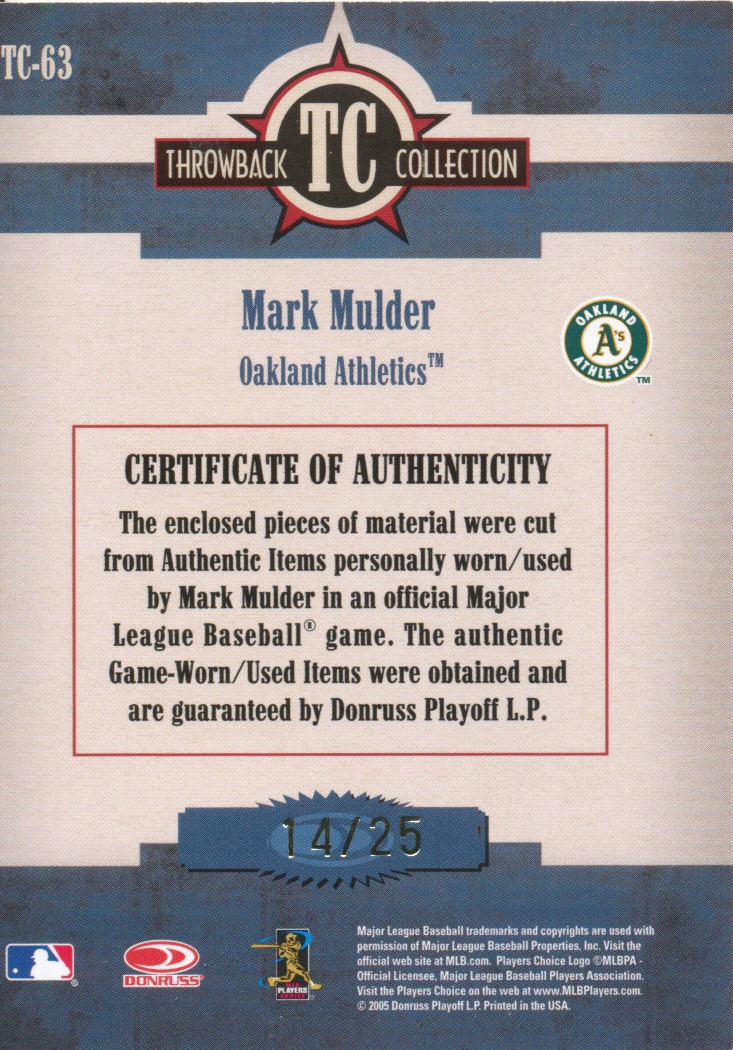 TC-63
TC
THROWBACK COLLECTION
Mark Mulder
Oakland Athletics™
OAKLAND
A's
ATHLETICS
TM
CERTIFICATE OF AUTHENTICITY
The enclosed pieces of material were cut
from Authentic Items personally worn/used
by Mark Mulder in an official Major
League Baseball® game. The authentic
Game-Worn/Used Items were obtained and
are guaranteed by Donruss Playoff L.P.
14/25
DONRUSS
PLAYERS
CHOICE
Major League Baseball trademarks and copyrights are used with
permission of Major League Baseball Properties, Inc. Visit the
official web site at MLB.com. Players Choice Logo ©MLBPA -
Official Licensee, Major League Baseball Players Association.
Visit the Players Choice on the web at www.MLBPlayers.com.
© 2005 Donruss Playoff L.P. Printed in the USA.